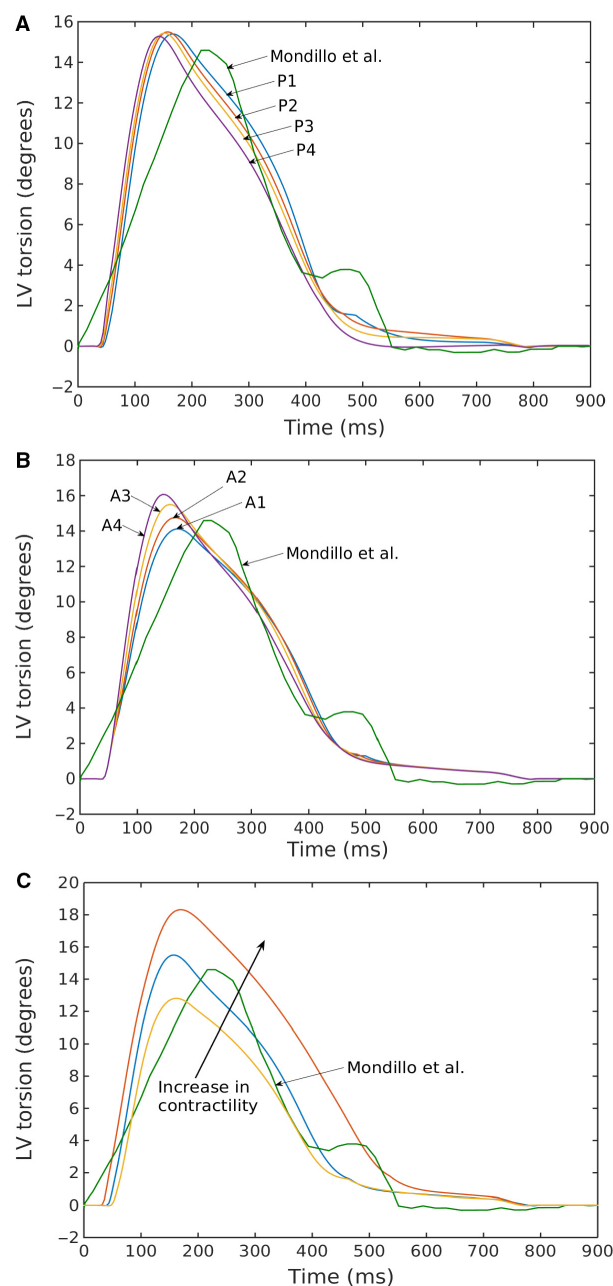 A
16
14
12
10
8
6
4
2
0
−2
LV torsion (degrees)
Mondillo et al.
P1
P2
P3
P4
0 100 200 300 400 500 600 700 800 900
Time (ms)
B
18
16
14
12
10
8
6
4
2
0
−2
LV torsion (degrees)
A2
A3
A1
A4
Mondillo et al.
0 100 200 300 400 500 600 700 800 900
Time (ms)
C
20
18
16
14
12
10
8
6
4
2
0
−2
LV torsion (degrees)
Mondillo et al.
Increase in
contractility
0 100 200 300 400 500 600 700 800 900
Time (ms)